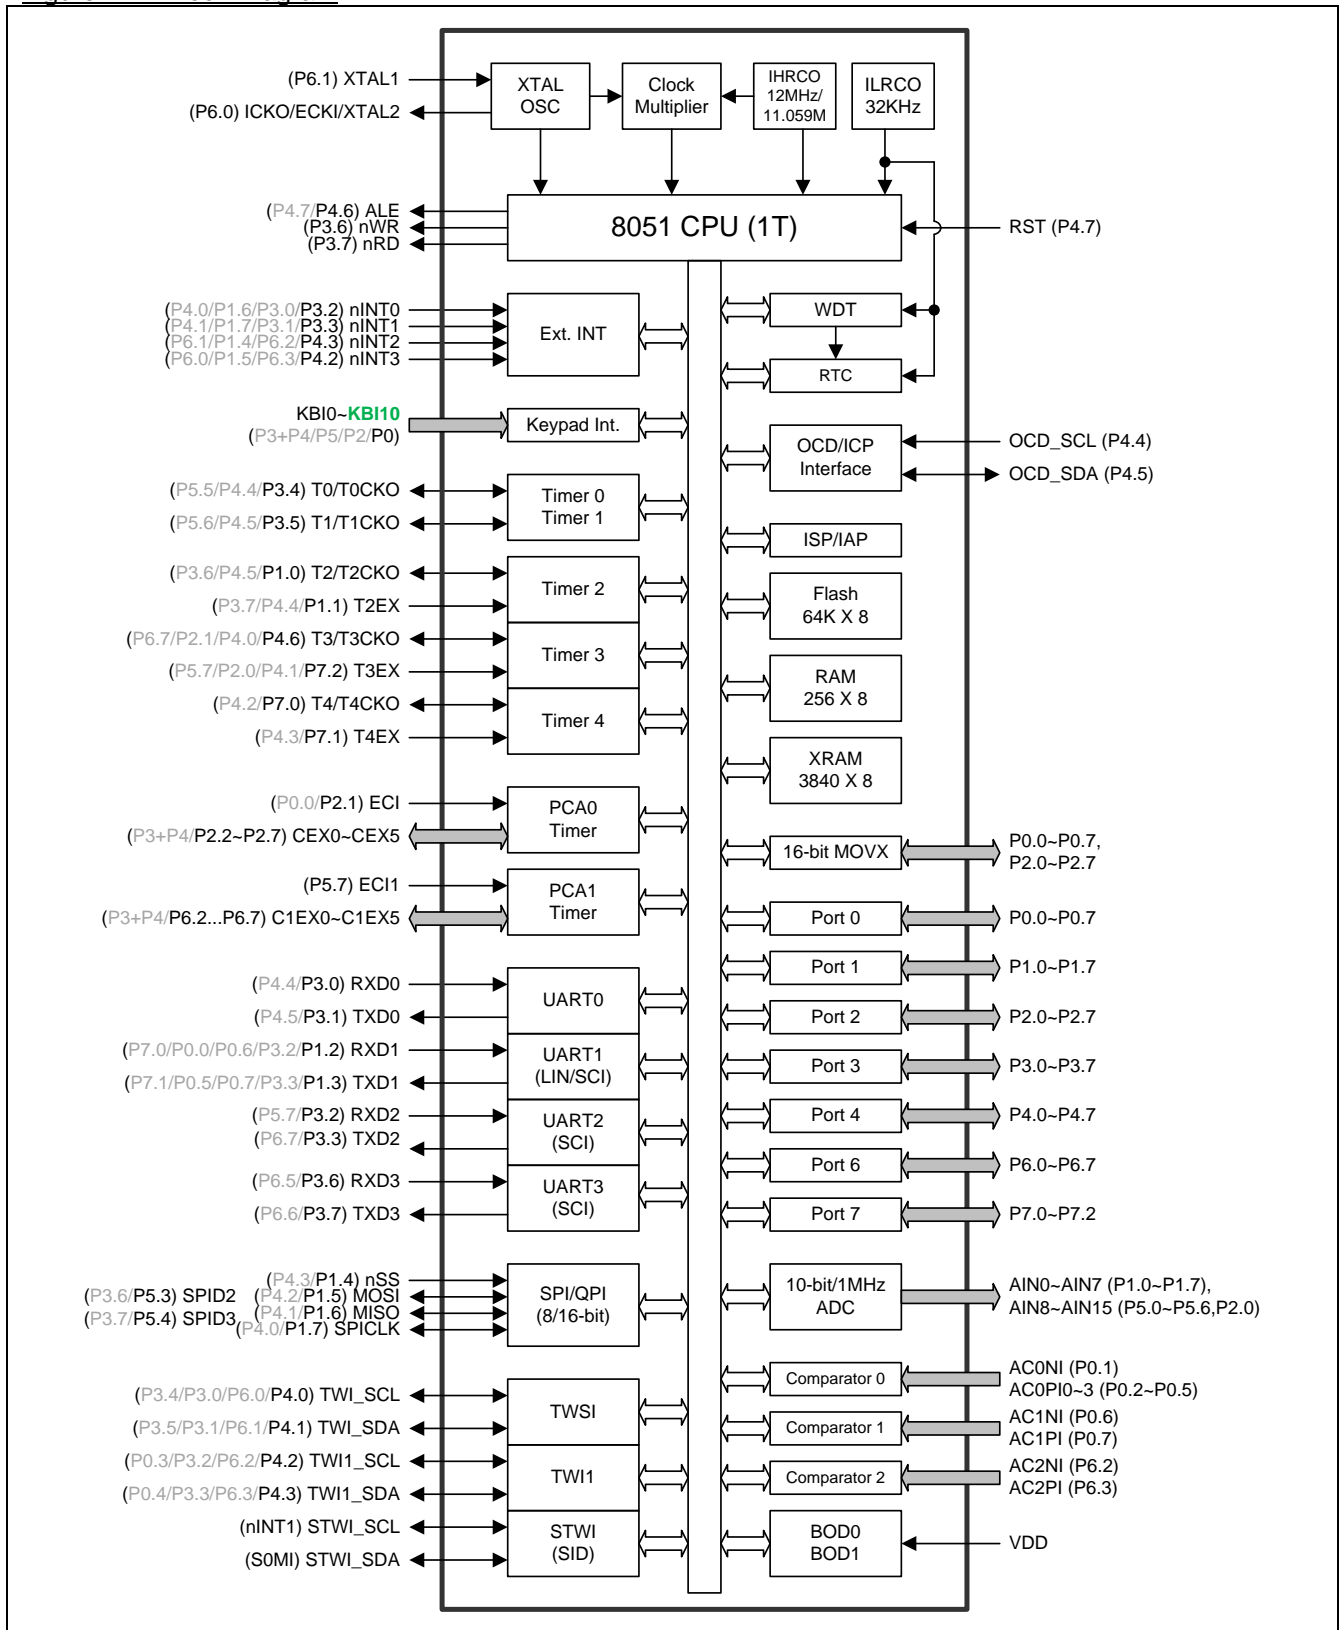 (P6.1) XTAL1
(P6.0) ICKO/ECKI/XTAL2
XTAL
OSC
Clock
Multiplier
IHRCO
12MHz/
11.059M
ILRCO
32KHz
(P4.7/P4.6) ALE
(P3.6) nWR
(P3.7) nRD
8051 CPU (1T)
RST (P4.7)
(P4.0/P1.6/P3.0/P3.2) nINT0
(P4.1/P1.7/P3.1/P3.3) nINT1
(P6.1/P1.4/P6.2/P4.3) nINT2
(P6.0/P1.5/P6.3/P4.2) nINT3
Ext. INT
WDT
RTC
KBI0~KBI10
(P3+P4/P5/P2/P0)
Keypad Int.
OCD/ICP
Interface
OCD_SCL (P4.4)
OCD_SDA (P4.5)
(P5.5/P4.4/P3.4) T0/T0CKO
(P5.6/P4.5/P3.5) T1/T1CKO
Timer 0
Timer 1
ISP/IAP
(P3.6/P4.5/P1.0) T2/T2CKO
(P3.7/P4.4/P1.1) T2EX
Timer 2
Flash
64K X 8
(P6.7/P2.1/P4.0/P4.6) T3/T3CKO
(P5.7/P2.0/P4.1/P7.2) T3EX
Timer 3
RAM
256 X 8
(P4.2/P7.0) T4/T4CKO
(P4.3/P7.1) T4EX
Timer 4
XRAM
3840 X 8
(P0.0/P2.1) ECI
(P3+P4/P2.2~P2.7) CEX0~CEX5
PCA0
Timer
16-bit MOVX
P0.0~P0.7,
P2.0~P2.7
(P5.7) ECI1
(P3+P4/P6.2...P6.7) C1EX0~C1EX5
PCA1
Timer
Port 0
P0.0~P0.7
Port 1
P1.0~P1.7
(P4.4/P3.0) RXD0
(P4.5/P3.1) TXD0
UART0
Port 2
P2.0~P2.7
(P7.0/P0.0/P0.6/P3.2/P1.2) RXD1
(P7.1/P0.5/P0.7/P3.3/P1.3) TXD1
UART1
(LIN/SCI)
Port 3
P3.0~P3.7
(P5.7/P3.2) RXD2
(P6.7/P3.3) TXD2
UART2
(SCI)
Port 4
P4.0~P4.7
Port 6
P6.0~P6.7
(P6.5/P3.6) RXD3
(P6.6/P3.7) TXD3
UART3
(SCI)
Port 7
P7.0~P7.2
(P4.3/P1.4) nSS
(P3.6/P5.3) SPID2 (P4.2/P1.5) MOSI
(P4.1/P1.6) MISO
(P3.7/P5.4) SPID3
(P4.0/P1.7) SPICLK
SPI/QPI
(8/16-bit)
10-bit/1MHz
ADC
AIN0~AIN7 (P1.0~P1.7),
AIN8~AIN15 (P5.0~P5.6,P2.0)
(P3.4/P3.0/P6.0/P4.0) TWI_SCL
(P3.5/P3.1/P6.1/P4.1) TWI_SDA
TWSI
Comparator 0
AC0NI (P0.1)
AC0PI0~3 (P0.2~P0.5)
Comparator 1
AC1NI (P0.6)
AC1PI (P0.7)
(P0.3/P3.2/P6.2/P4.2) TWI1_SCL
(P0.4/P3.3/P6.3/P4.3) TWI1_SDA
TWI1
Comparator 2
AC2NI (P6.2)
AC2PI (P6.3)
(nINT1) STWI_SCL
(S0MI) STWI_SDA
STWI
(SID)
BOD0
BOD1
VDD